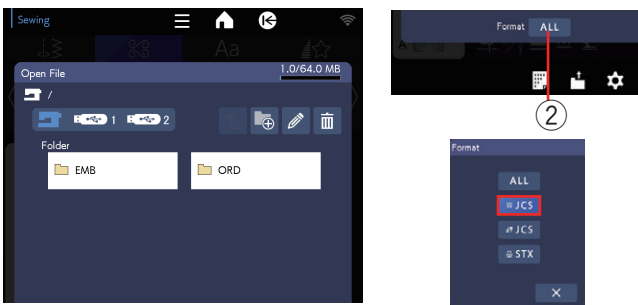 Sewing
Aa
Open File
1.0/64.0 MB
/
1
2
Folder
EMB
ORD
Format ALL
A
2
Format
ALL
JCS
JCS
STX